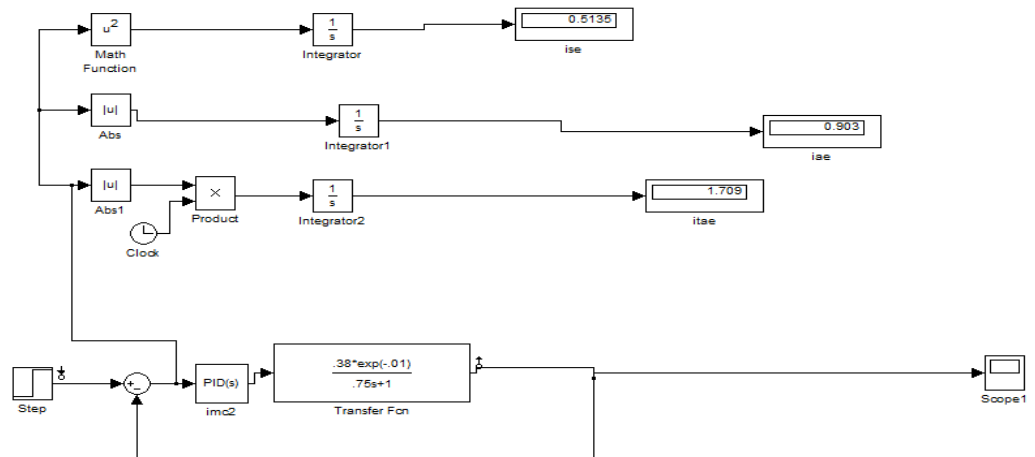 u2
Math
Function
1
s
Integrator
0.5135
ise
|u|
Abs
1
s
Integrator1
0.903
iae
|u|
Abs1
×
Product
1
s
Integrator2
1.709
itae
Clock
Step
+
−
PID(s)
imc2
.38*exp(-.01)
.75s+1
Transfer Fcn
Scope1